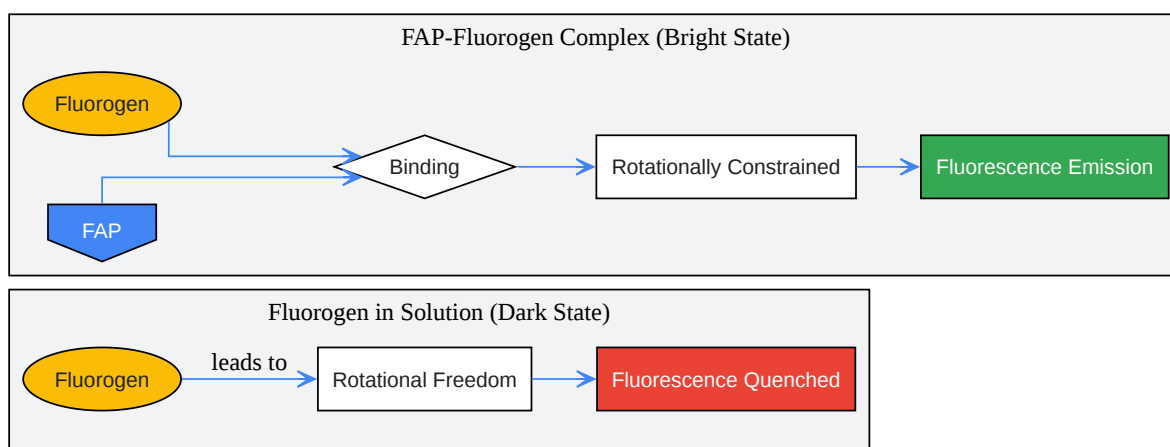 FAP-Fluorogen Complex (Bright State)
Fluorogen
Binding
Rotationally Constrained
Fluorescence Emission
FAP
Fluorogen in Solution (Dark State)
Fluorogen
leads to
Rotational Freedom
Fluorescence Quenched